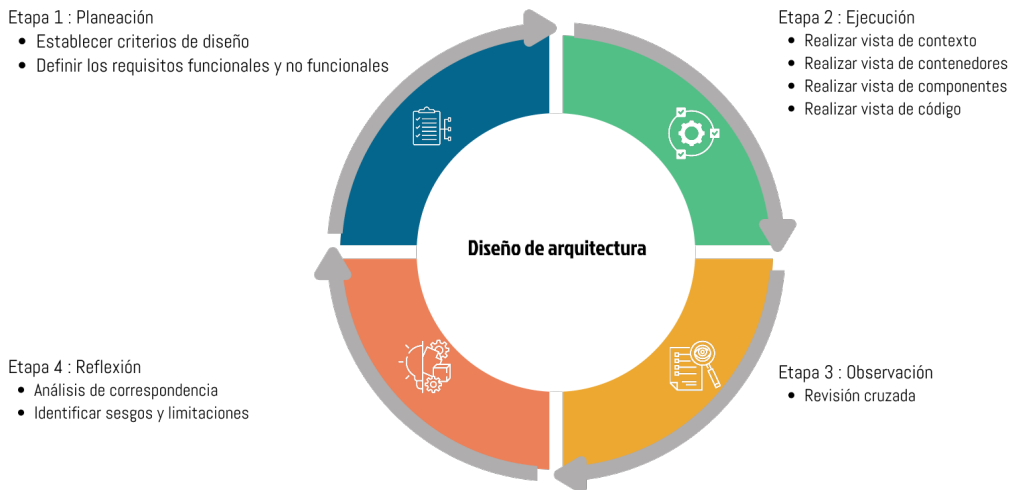 Etapa 1 : Planeación
• Establecer criterios de diseño
• Definir los requisitos funcionales y no funcionales
Etapa 2 : Ejecución
• Realizar vista de contexto
• Realizar vista de contenedores
• Realizar vista de componentes
• Realizar vista de código
Diseño de arquitectura
Etapa 4 : Reflexión
• Análisis de correspondencia
• Identificar sesgos y limitaciones
Etapa 3 : Observación
• Revisión cruzada